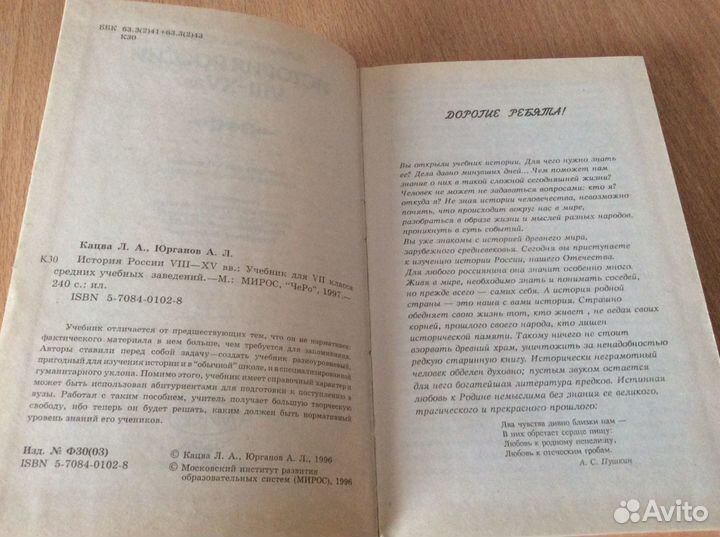 ББК 63.3(2)41+63.3(2)43
К30
Кацва Л. А., Юрганов А. Л.
К30 История России VIII—XV вв.: Учебник для VII класса
средних учебных заведений.—М.: МИРОС, "ЧеРо", 1997.—
240 с.: ил.
ISBN 5-7084-0102-8
Учебник отличается от предшествующих тем, что он не нормативен:
фактического материала в нем больше, чем требуется для запоминания.
Авторы ставили перед собой задачу—создать учебник разноуровневый,
пригодный для изучения истории и в "обычной" школе, и в специализированной
гуманитарного уклона. Помимо этого, учебник имеет справочный характер и
может быть использован абитуриентами для подготовки к поступлению в
вузы. Работая с таким пособием, учитель получает большую творческую
свободу, ибо теперь он будет решать, каким должен быть нормативный
уровень знаний его учеников.
Изд. № Ф30(03)
ISBN 5-7084-0102-8
© Кацва Л. А., Юрганов А. Л., 1996
© Московский институт развития
образовательных систем (МИРОС), 1996
ДОРОГИЕ РЕБЯТА!
Вы открыли учебник истории. Для чего нужно знать
ее? Дела давно минувших дней... Чем поможет нам
знание о них в такой сложной сегодняшней жизни?
Человек не может не задаваться вопросами: кто я?
откуда я? Не зная истории человечества, невозможно
понять, что происходит вокруг нас в мире,
разобраться в образе жизни и мыслей разных народов,
проникнуть в суть событий.
Вы уже знакомы с историей древнего мира,
зарубежного средневековья. Сегодня вы приступаете
к изучению истории России, нашего Отечества.
Для любого россиянина она значит особенно много.
Живя в мире, необходимо знать и понимать соседей,
но прежде всего — самих себя. А история родной
страны — это наша с вами история. Страшно
обедняет свою жизнь тот, кто живет, не ведая своих
корней, прошлого своего народа, кто лишен
исторической памяти. Такому ничего не стоит
взорвать древний храм, уничтожить за ненадобностью
редкую старинную книгу. Исторически неграмотный
человек обделен духовно; пустым звуком остается
для него богатейшая литература предков. Истинная
любовь к Родине немыслима без знания ее великого,
трагического и прекрасного прошлого:
Два чувства дивно близки нам —
В них обретает сердце пищу:
Любовь к родному пепелищу,
Любовь к отеческим гробам.
А. С. Пушкин
Avito